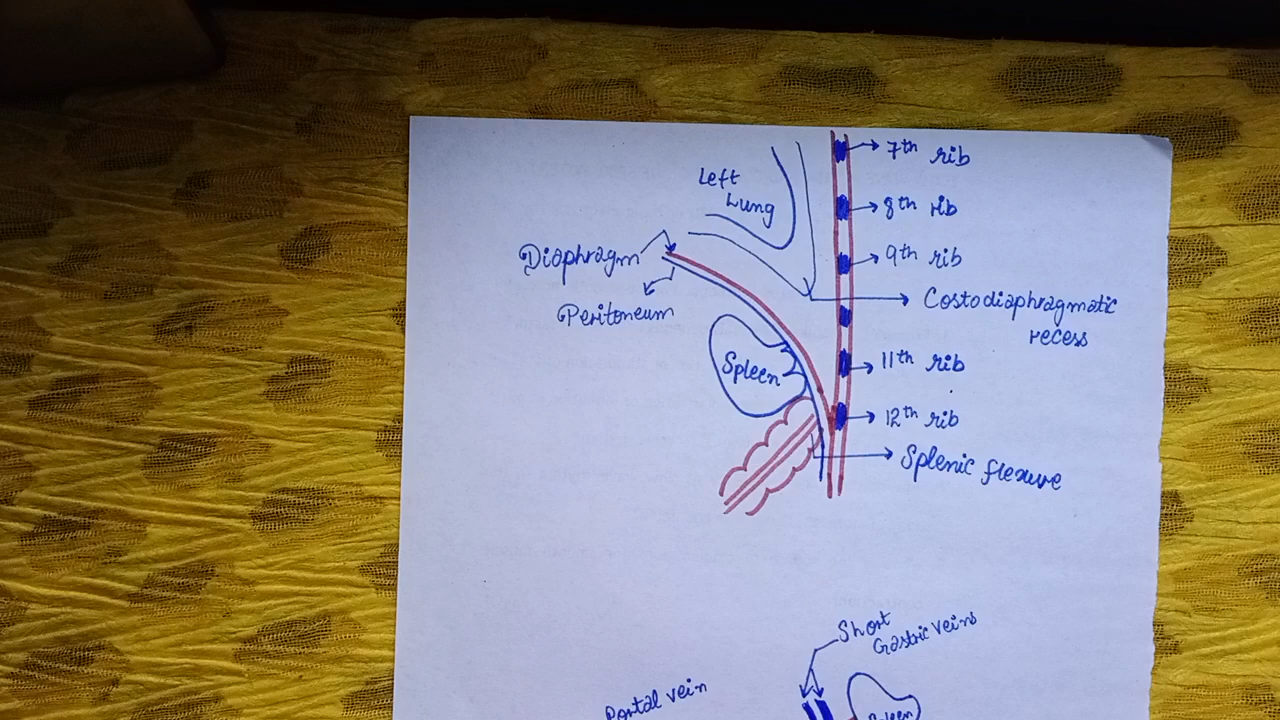 7th rib
Left
Lung
8th rib
Diaphragm
9th rib
Peritoneum
Costodiaphragmatic
recess
Spleen
11th rib
12th rib
Splenic flexure
Short
Gastric veins
Portal vein
Spleen